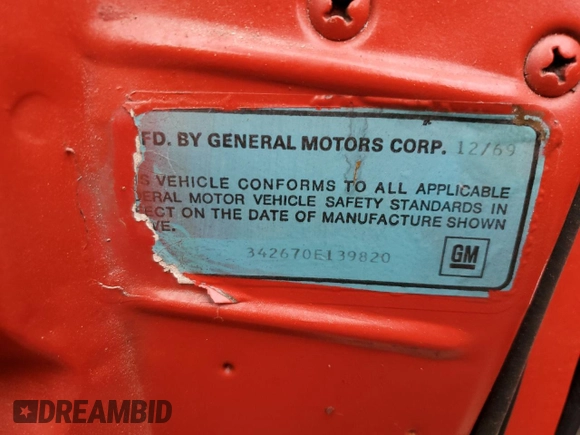 FD. BY GENERAL MOTORS CORP. 12/69
S VEHICLE CONFORMS TO ALL APPLICABLE
ERAL MOTOR VEHICLE SAFETY STANDARDS IN
ECT ON THE DATE OF MANUFACTURE SHOWN
VE.
342670E139820
GM
DREAMBID